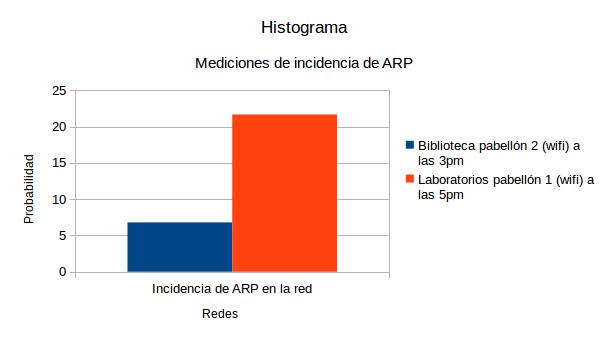 Histograma
Mediciones de incidencia de ARP
25
20
15
10
5
0
Probabilidad
Incidencia de ARP en la red
Redes
Biblioteca pabellón 2 (wifi) a
las 3pm
Laboratorios pabellón 1 (wifi) a
las 5pm